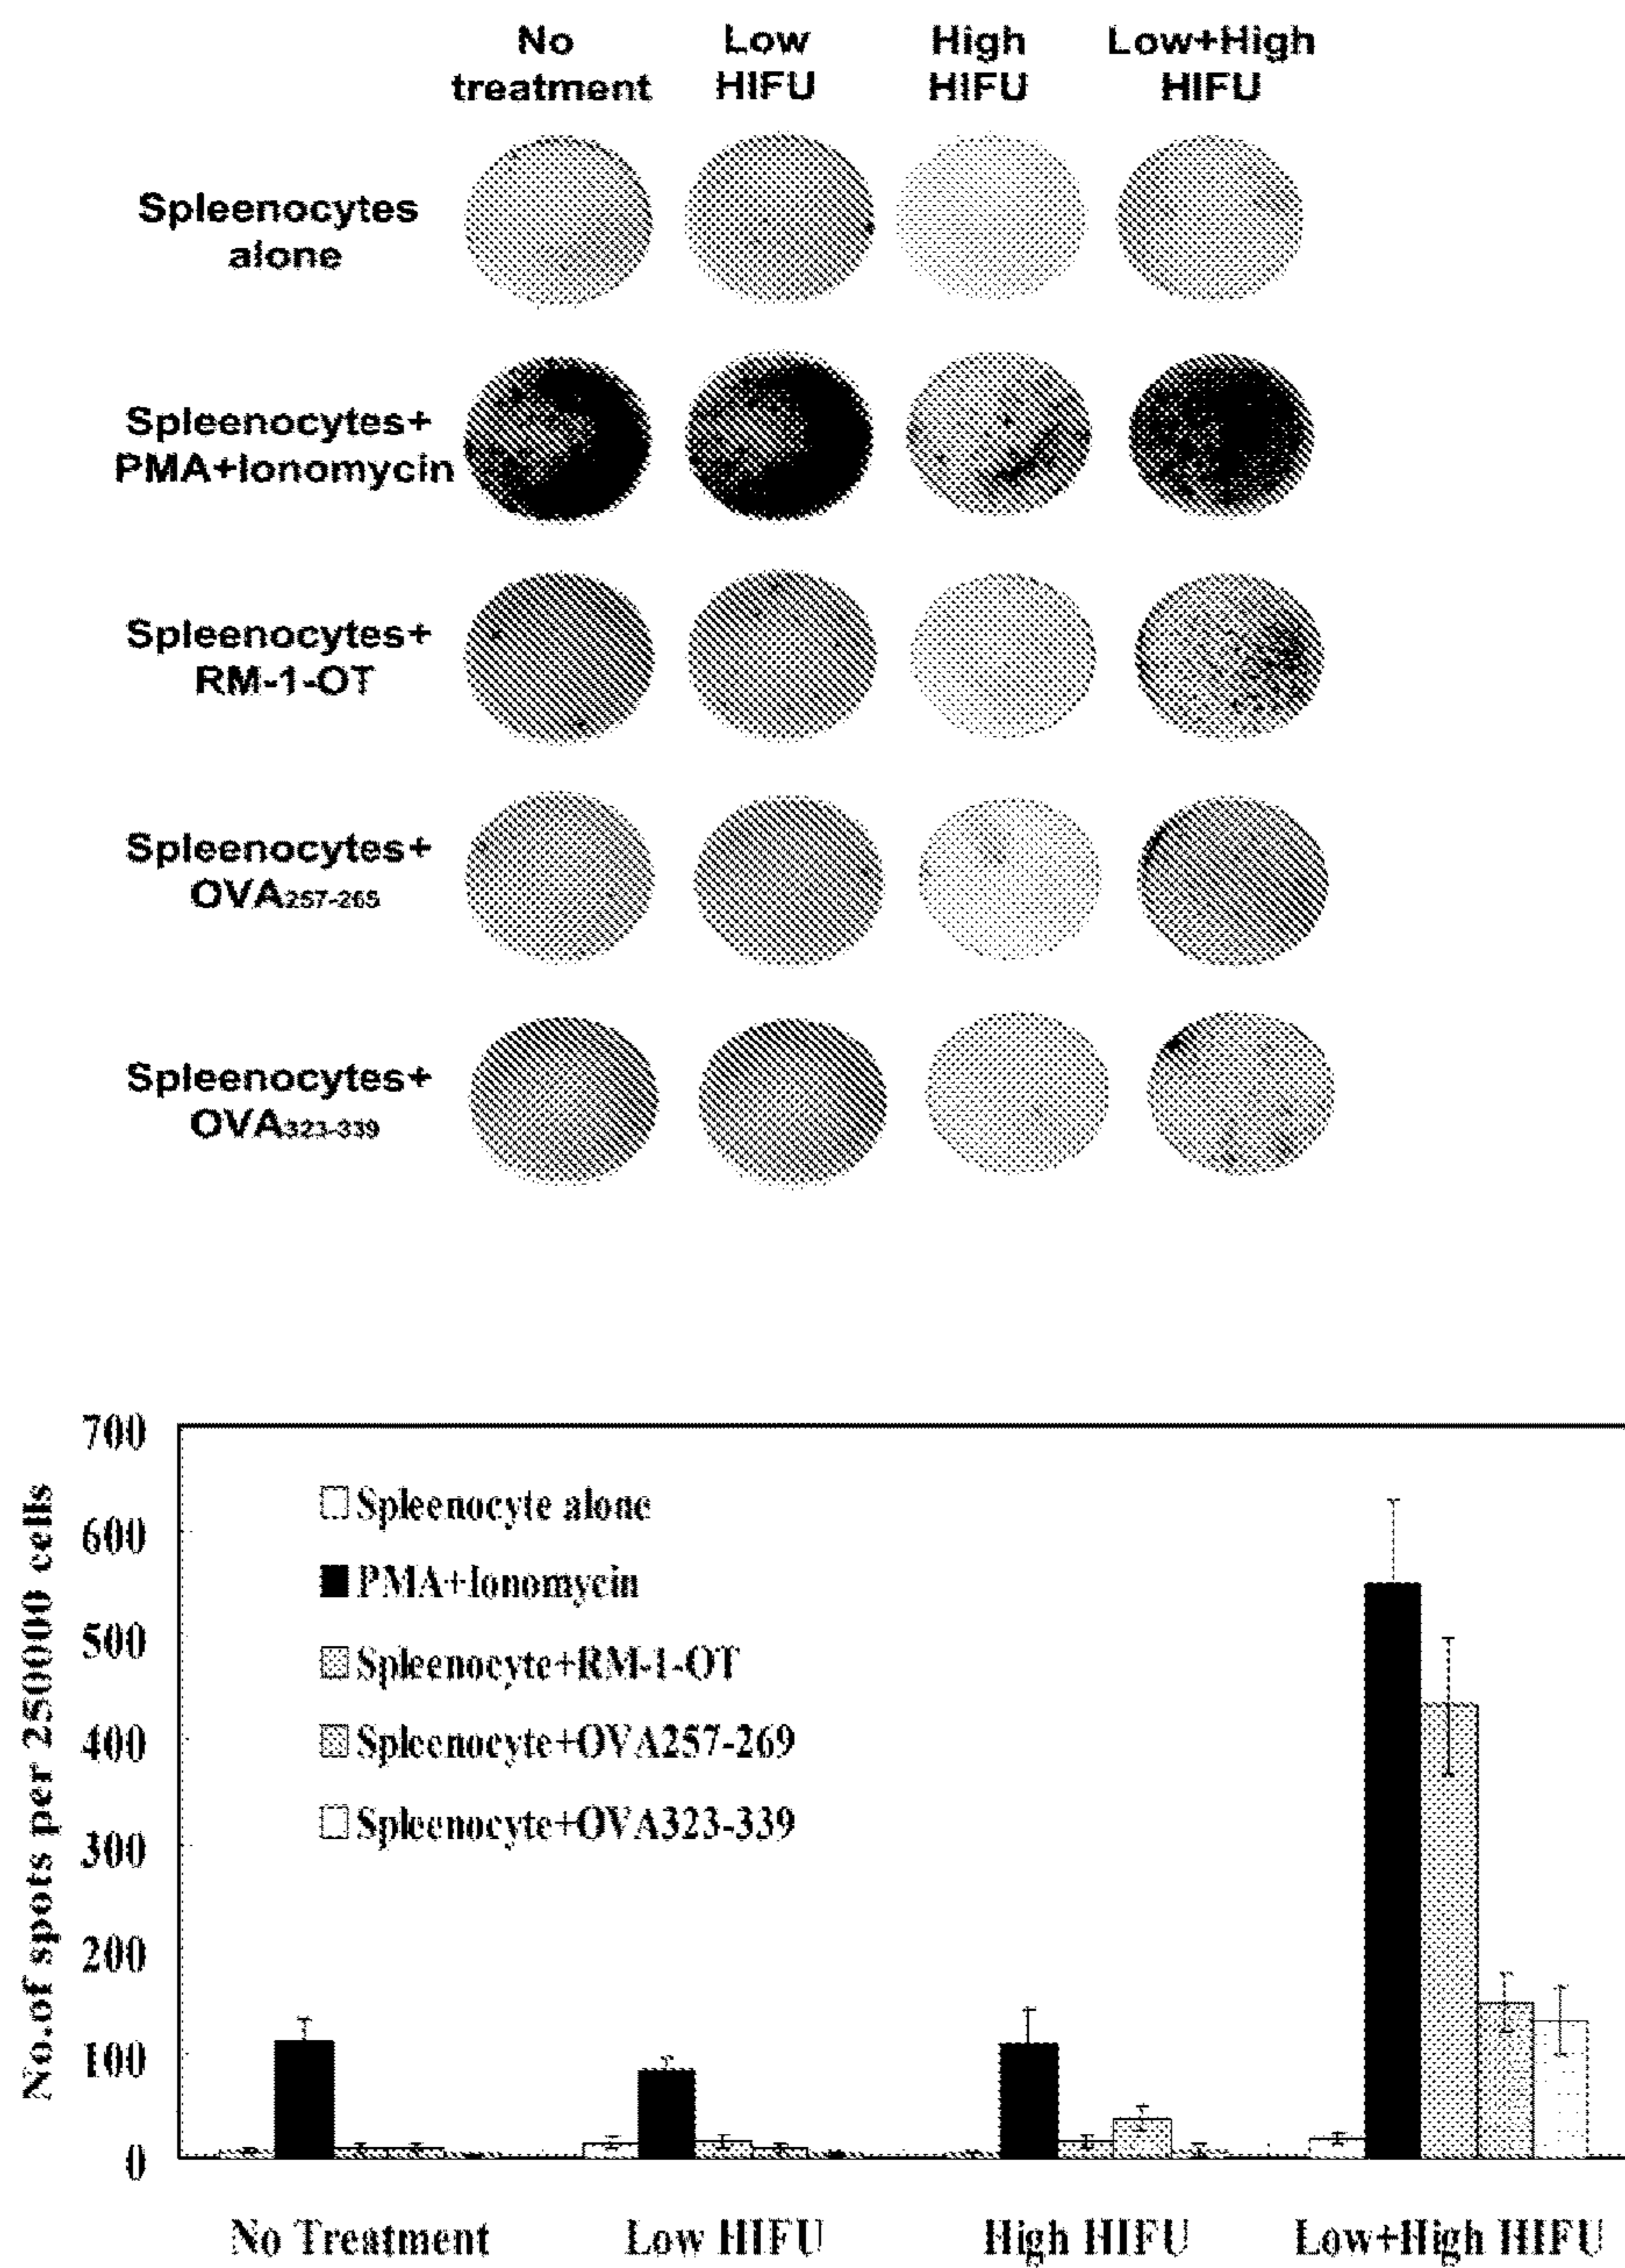 No
treatment
Low
HIFU
High
HIFU
Low+High
HIFU
Spleenocytes
alone
Spleenocytes+
PMA+Ionomycin
Spleenocytes+
RM-1-OT
Spleenocytes+
OVA257-265
Spleenocytes+
OVA323-339
No.of spots per 250000 cells
700
600
500
400
300
200
100
0
Spleenocyte alone
PMA+Ionomycin
Spleenocyte+RM-1-OT
Spleenocyte+OVA257-269
Spleenocyte+OVA323-339
No Treatment
Low HIFU
High HIFU
Low+High HIFU